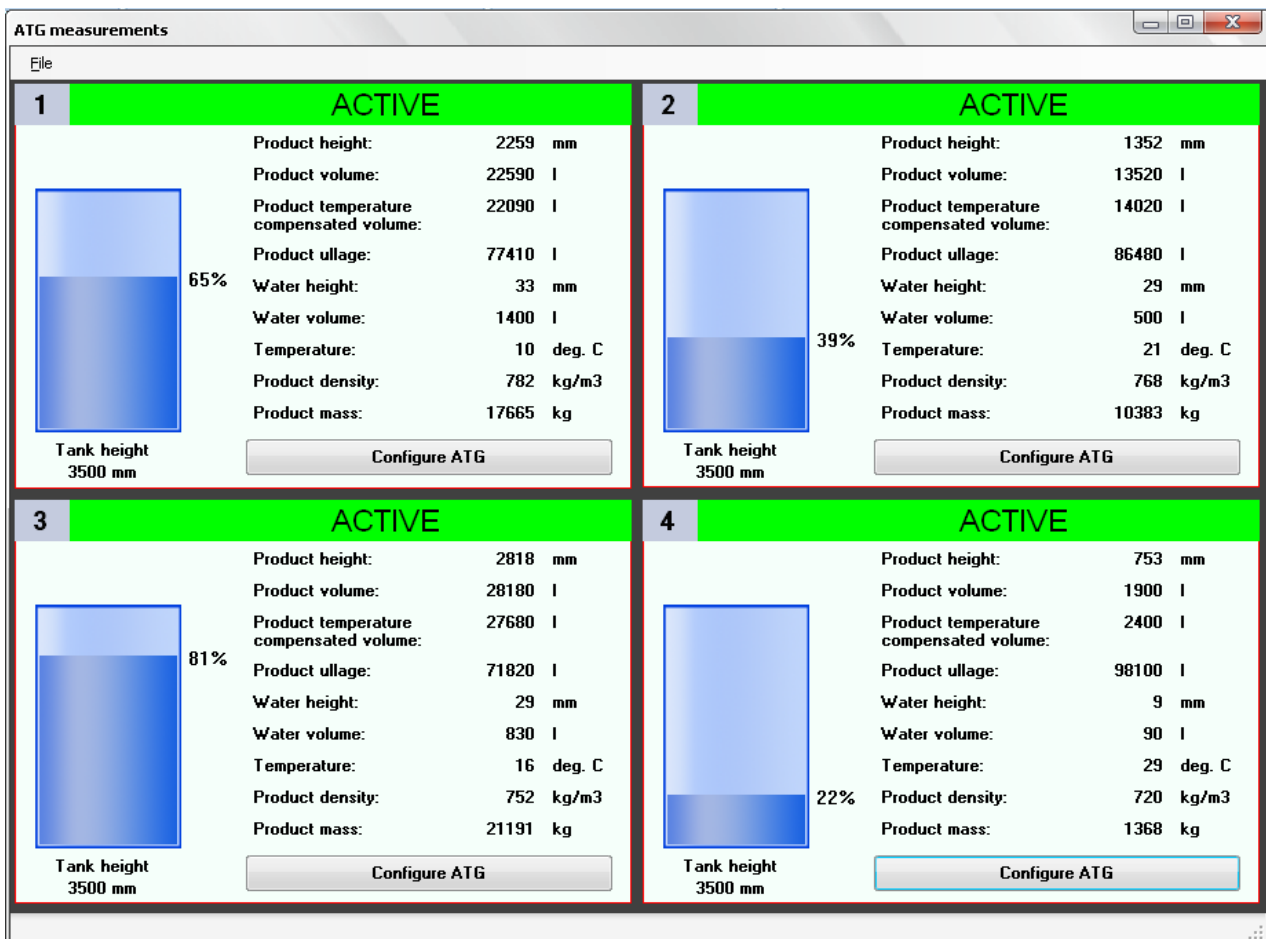 ATG measurements
File
1 ACTIVE
Product height: 2259 mm
Product volume: 22590 l
Product temperature 22090 l
compensated volume:
Product ullage: 77410 l
65%
Water height: 33 mm
Water volume: 1400 l
Temperature: 10 deg. C
Product density: 782 kg/m3
Product mass: 17665 kg
Tank height
3500 mm
Configure ATG
2 ACTIVE
Product height: 1352 mm
Product volume: 13520 l
Product temperature 14020 l
compensated volume:
Product ullage: 86480 l
Water height: 29 mm
Water volume: 500 l
39%
Temperature: 21 deg. C
Product density: 768 kg/m3
Product mass: 10383 kg
Tank height
3500 mm
Configure ATG
3 ACTIVE
Product height: 2818 mm
Product volume: 28180 l
Product temperature 27680 l
compensated volume:
81%
Product ullage: 71820 l
Water height: 29 mm
Water volume: 830 l
Temperature: 16 deg. C
Product density: 752 kg/m3
Product mass: 21191 kg
Tank height
3500 mm
Configure ATG
4 ACTIVE
Product height: 753 mm
Product volume: 1900 l
Product temperature 2400 l
compensated volume:
Product ullage: 98100 l
Water height: 9 mm
Water volume: 90 l
Temperature: 29 deg. C
22%
Product density: 720 kg/m3
Product mass: 1368 kg
Tank height
3500 mm
Configure ATG